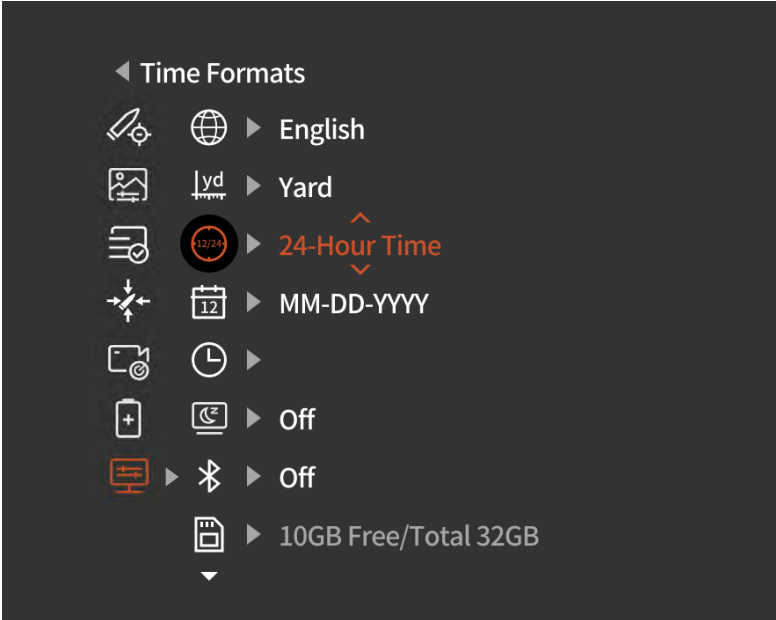 Time Formats
English
yd Yard
12/24 24-Hour Time
12 MM-DD-YYYY
z Off
Off
10GB Free/Total 32GB